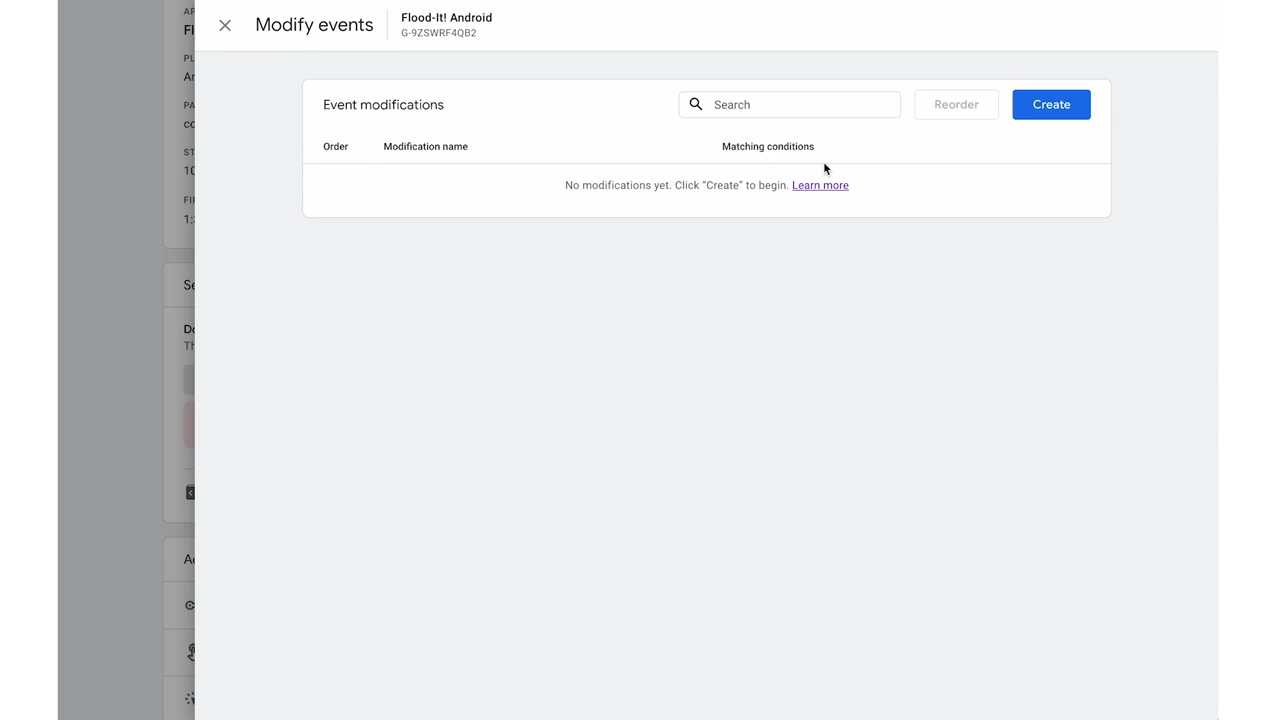 Modify events
Flood-It! Android
G-9ZSWRF4QB2
Event modifications
Search
Reorder
Create
Order
Modification name
Matching conditions
No modifications yet. Click “Create” to begin. Learn more